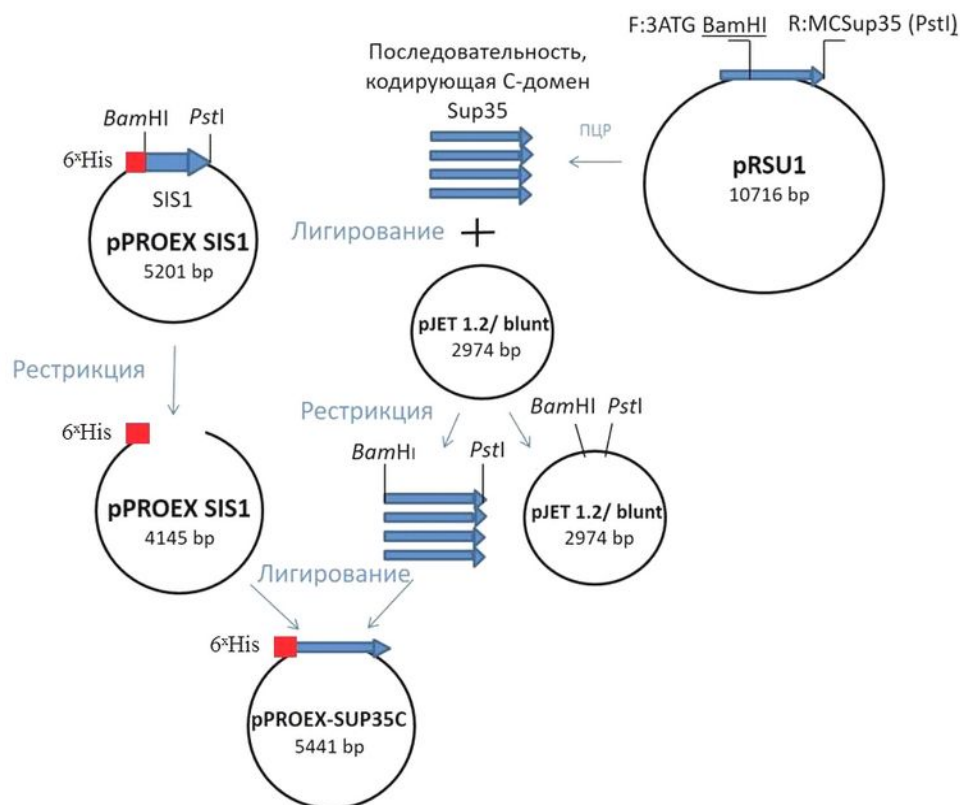 F:3ATG BamHI R:MCSup35 (PstI)
Последовательность,
кодирующая С-домен
Sup35
BamHI PstI
6xHis
SIS1
pPROEX SIS1
5201 bp
ПЦР
pRSU1
10716 bp
Лигирование +
pJET 1.2/ blunt
2974 bp
Рестрикция
Рестрикция
BamHI PstI
6xHis
BamHI PstI
pPROEX SIS1
4145 bp
pJET 1.2/ blunt
2974 bp
Лигирование
6xHis
pPROEX-SUP35C
5441 bp